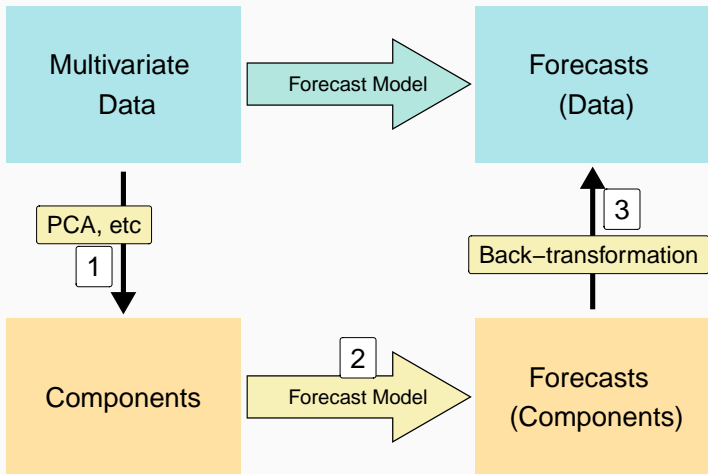 Multivariate
Data
Forecast Model
Forecasts
(Data)
PCA, etc
1
3
Back−transformation
Components
2
Forecast Model
Forecasts
(Components)